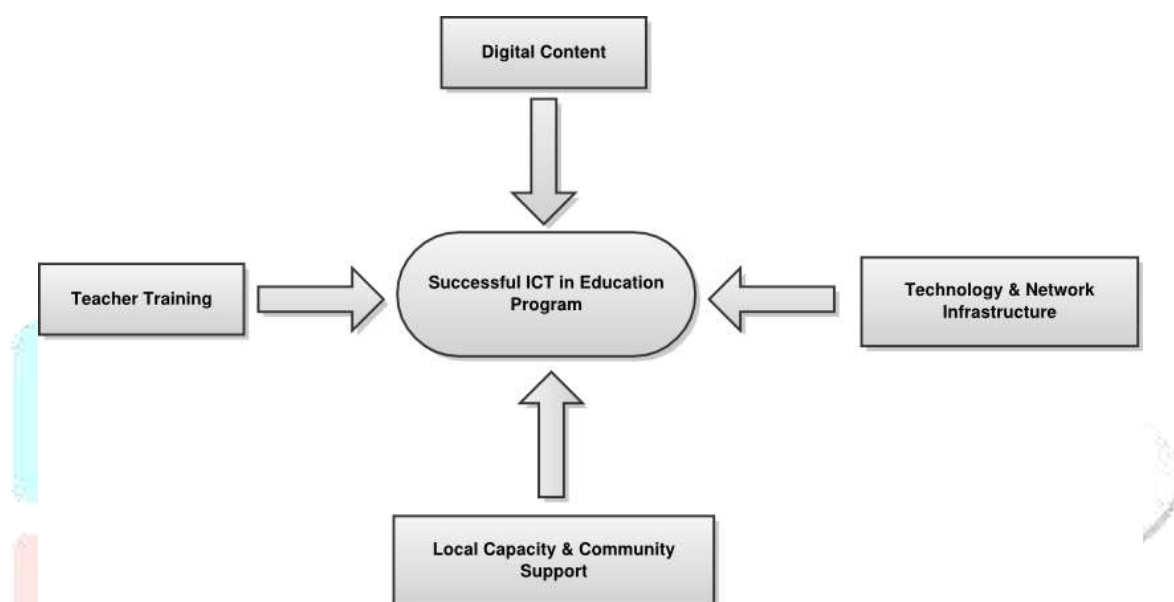 Digital Content
Successful ICT in Education
Program
Teacher Training
Technology & Network
Infrastructure
Local Capacity & Community
Support